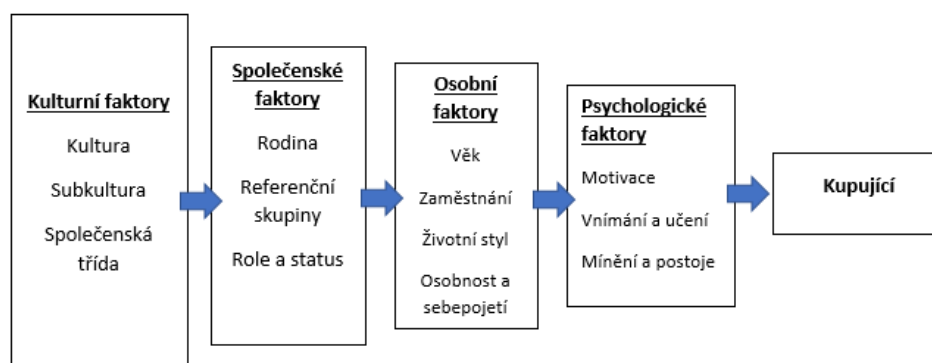 Kulturní faktory
Kultura
Subkultura
Společenská
třída
Společenské
faktory
Rodina
Referenční
skupiny
Role a status
Osobní
faktory
Věk
Zaměstnání
Životní styl
Osobnost a
sebepojetí
Psychologické
faktory
Motivace
Vnímání a učení
Mínění a postoje
Kupující